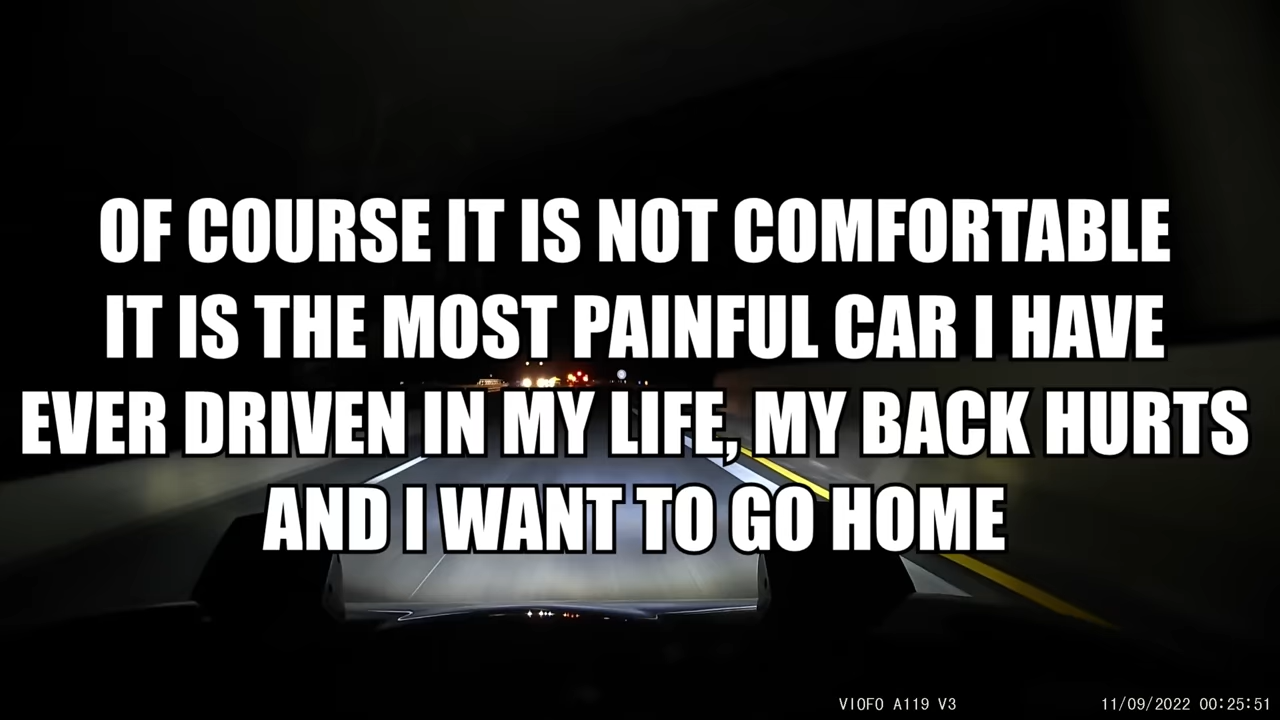 OF COURSE IT IS NOT COMFORTABLE
IT IS THE MOST PAINFUL CAR I HAVE
EVER DRIVEN IN MY LIFE, MY BACK HURTS
AND I WANT TO GO HOME
VIOFO A119 V3 11/09/2022 00:25:51